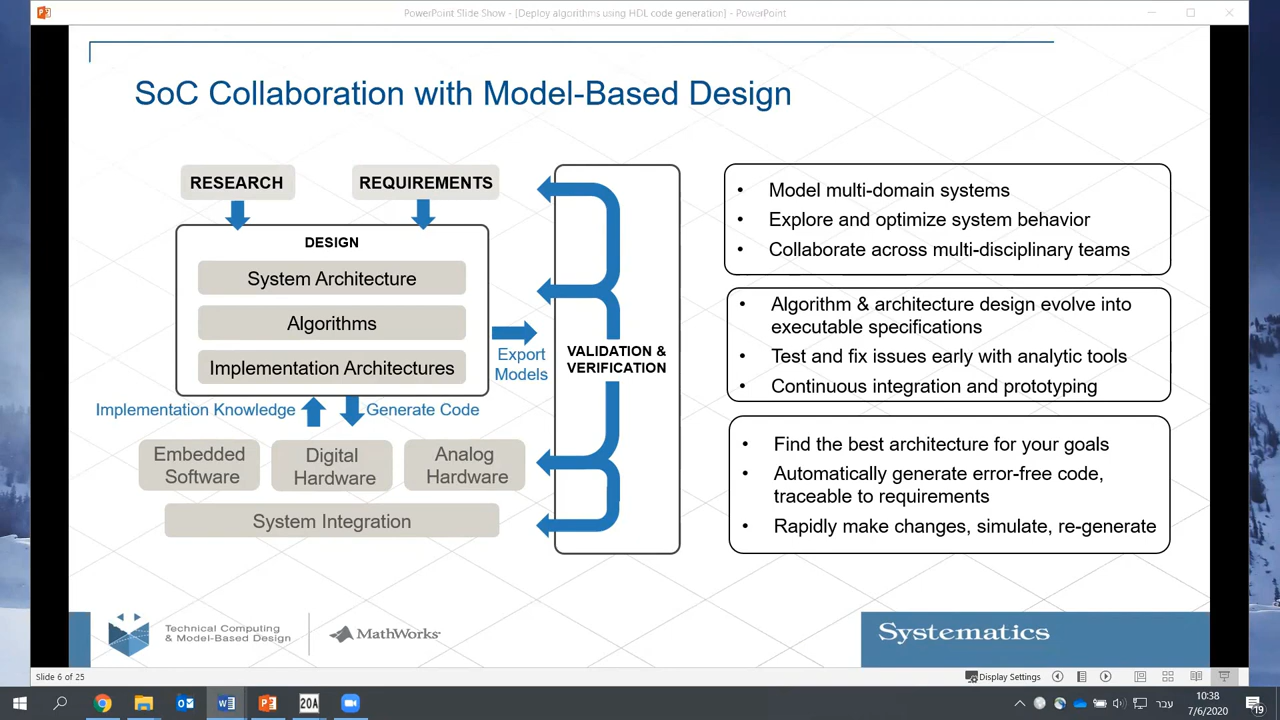 PowerPoint Slide Show - [Deploy algorithms using HDL code generation] - PowerPoint
SoC Collaboration with Model-Based Design
RESEARCH
REQUIREMENTS
DESIGN
System Architecture
Algorithms
Implementation Architectures
Export
Models
Implementation Knowledge
Generate Code
Embedded
Software
Digital
Hardware
Analog
Hardware
System Integration
VALIDATION &
VERIFICATION
• Model multi-domain systems
• Explore and optimize system behavior
• Collaborate across multi-disciplinary teams
• Algorithm & architecture design evolve into
executable specifications
• Test and fix issues early with analytic tools
• Continuous integration and prototyping
• Find the best architecture for your goals
• Automatically generate error-free code,
traceable to requirements
• Rapidly make changes, simulate, re-generate
Technical Computing
& Model-Based Design
MathWorks
Systematics
Slide 6 of 25
Display Settings
20A
עבר
10:38
7/6/2020
19